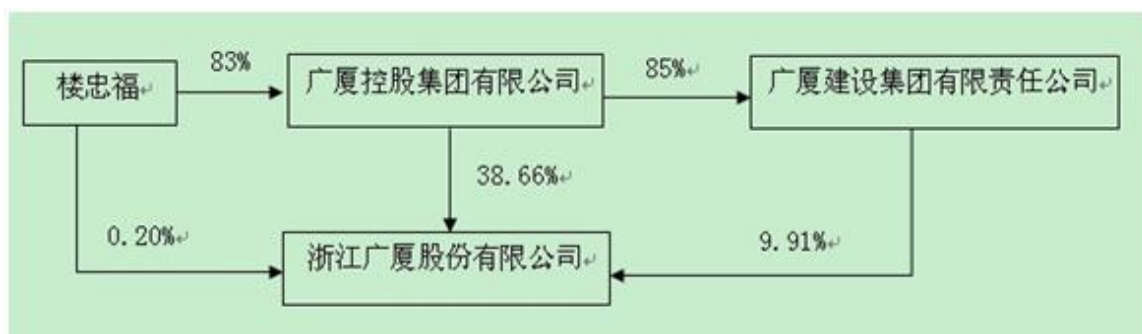 楼忠福
83%
广厦控股集团有限公司
85%
广厦建设集团有限责任公司
38.66%
0.20%
9.91%
浙江广厦股份有限公司